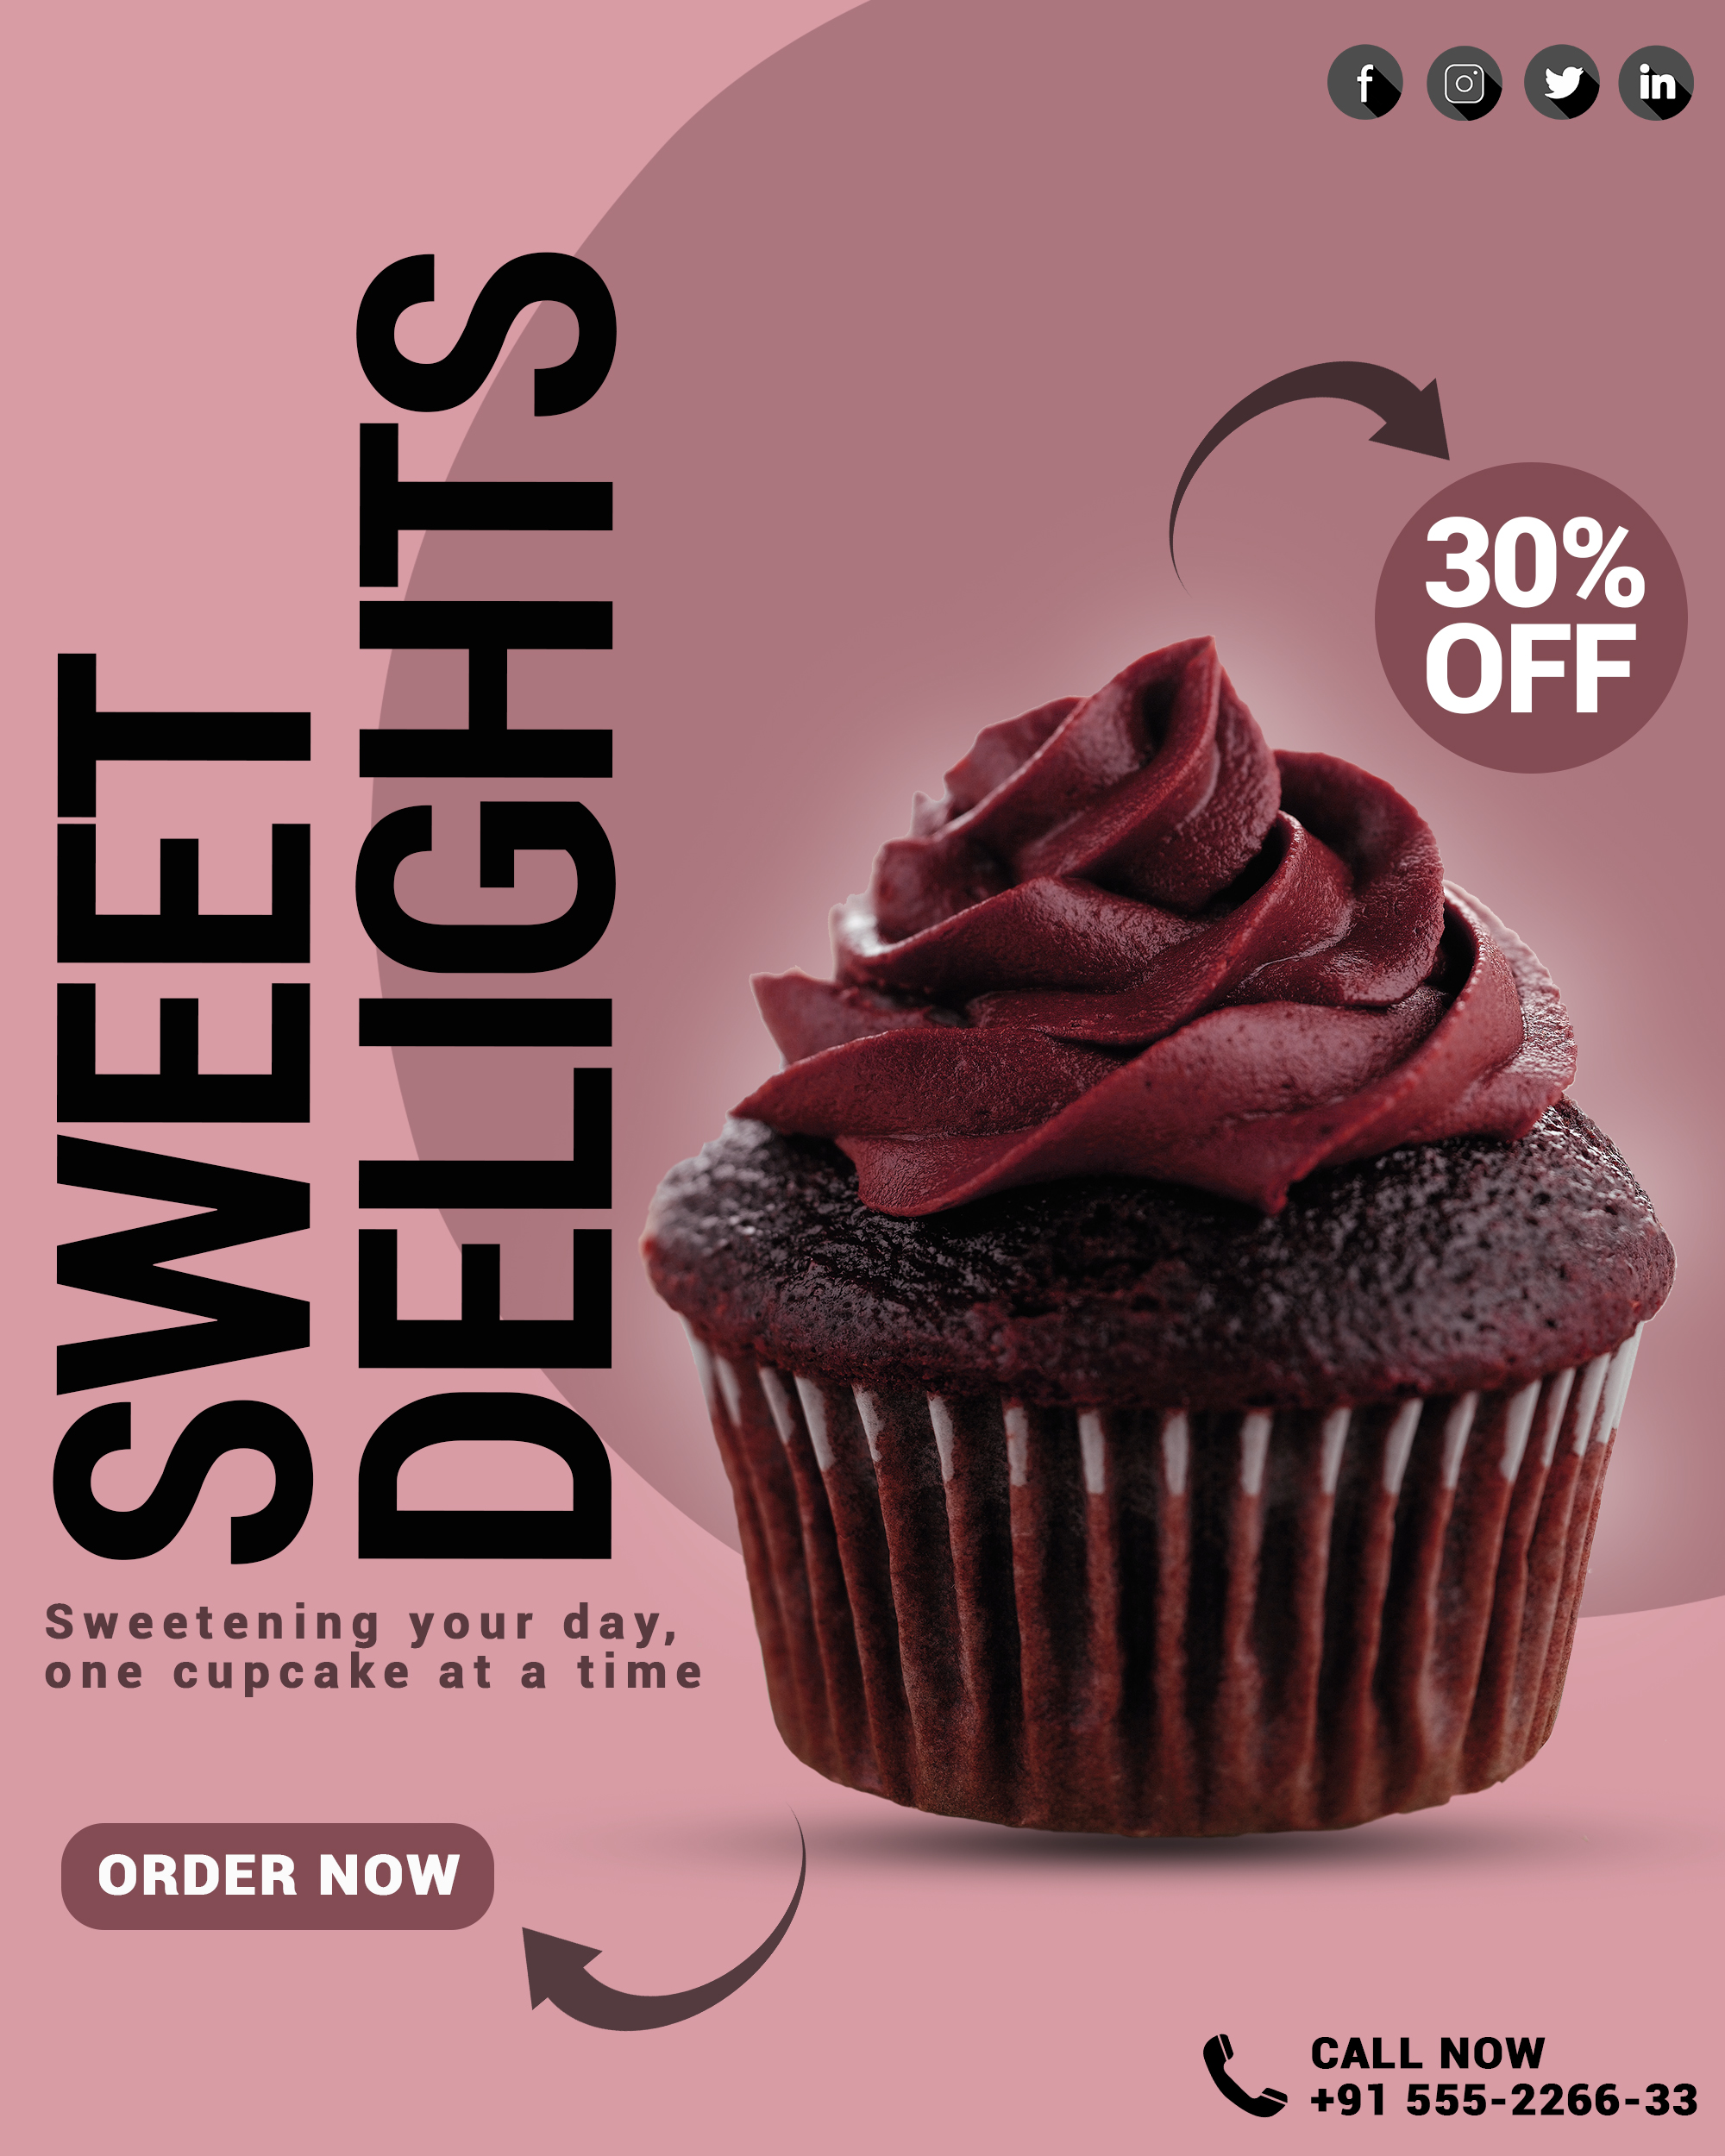 SWEET
DELIGHTS
30%
OFF
Sweetening your day,
one cupcake at a time
ORDER NOW
CALL NOW
+91 555-2266-33